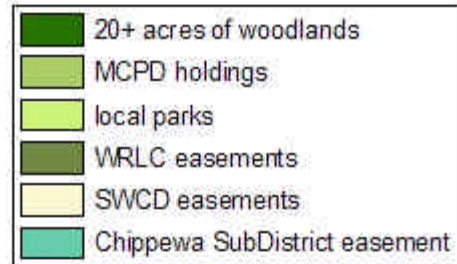 20+ acres of woodlands
MCPD holdings
local parks
WRLC easements
SWCD easements
Chippewa SubDistrict easement